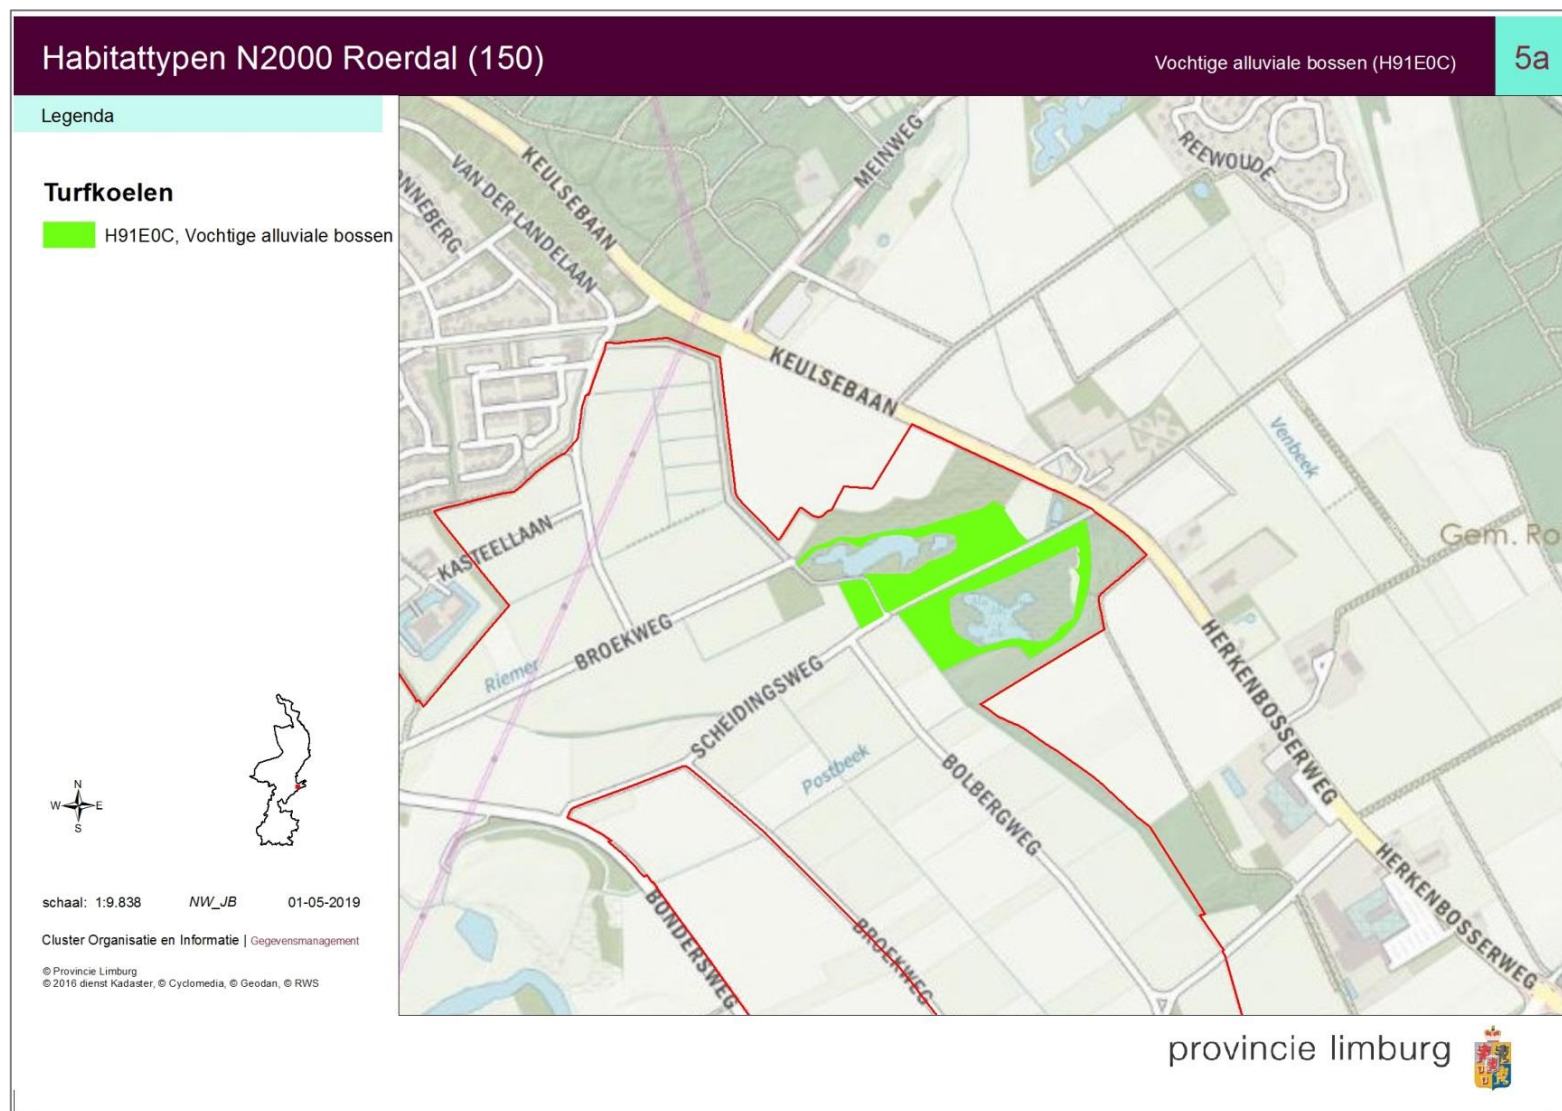 Habitattypen N2000 Roerdal (150)
Vochtige alluviale bossen (H91E0C)
5a
Legenda
Turfkoelen
H91E0C, Vochtige alluviale bossen
N
W
E
S
schaal: 1:9.838
NW_JB
01-05-2019
Cluster Organisatie en Informatie | Gegevensmanagement
© Provincie Limburg
© 2016 dienst Kadaster, © Cyclomedia, © Geodan, © RWS
KEULSEBAAN
MEINWEG
REEWOUDE
VAN DER LANDELAAN
ONNEBERG
KEULSEBAAN
Venbeek
Gem. Ro
KASTEELLAAN
BROEKWEG
Riemer
SCHEIDINGSWEG
Postbeek
BOLBERGWEG
HERKENBOSSERWEG
HERKENBOSSERWEG
BONDERSWEG
BROEKWEG
provincie limburg